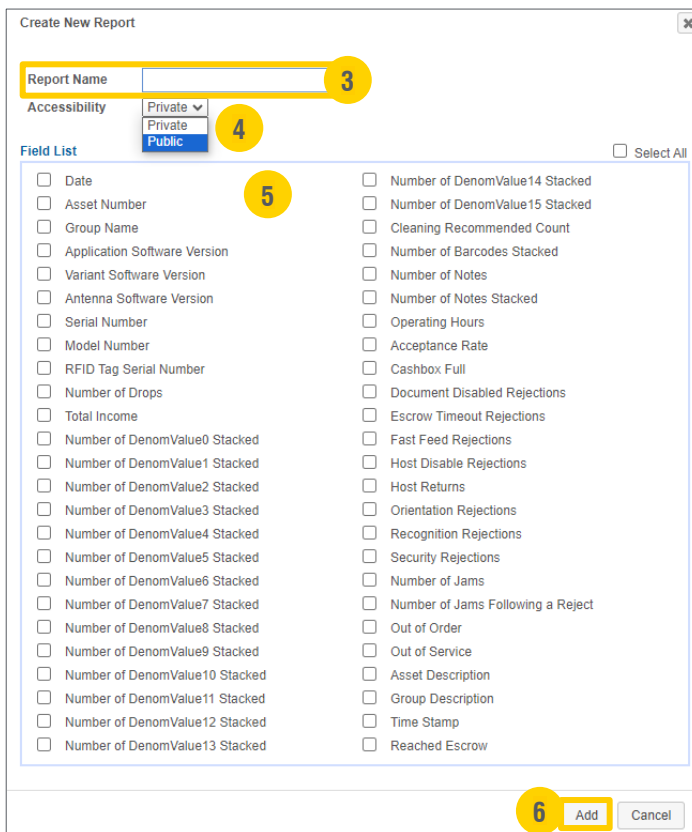 Create New Report
Report Name
3
Accessibility Private
Private
Public
4
Field List
Select All
5
Date
Asset Number
Group Name
Application Software Version
Variant Software Version
Antenna Software Version
Serial Number
Model Number
RFID Tag Serial Number
Number of Drops
Total Income
Number of DenomValue0 Stacked
Number of DenomValue1 Stacked
Number of DenomValue2 Stacked
Number of DenomValue3 Stacked
Number of DenomValue4 Stacked
Number of DenomValue5 Stacked
Number of DenomValue6 Stacked
Number of DenomValue7 Stacked
Number of DenomValue8 Stacked
Number of DenomValue9 Stacked
Number of DenomValue10 Stacked
Number of DenomValue11 Stacked
Number of DenomValue12 Stacked
Number of DenomValue13 Stacked
Number of DenomValue14 Stacked
Number of DenomValue15 Stacked
Cleaning Recommended Count
Number of Barcodes Stacked
Number of Notes
Number of Notes Stacked
Operating Hours
Acceptance Rate
Cashbox Full
Document Disabled Rejections
Escrow Timeout Rejections
Fast Feed Rejections
Host Disable Rejections
Host Returns
Orientation Rejections
Recognition Rejections
Security Rejections
Number of Jams
Number of Jams Following a Reject
Out of Order
Out of Service
Asset Description
Group Description
Time Stamp
Reached Escrow
6
Add
Cancel